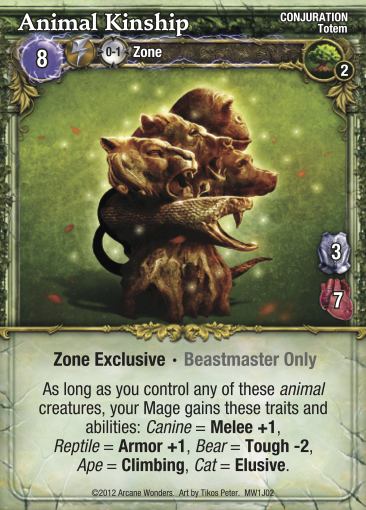 Animal Kinship
CONJURATION
Totem
8
0-1 Zone
2
3
7
Zone Exclusive · Beastmaster Only
As long as you control any of these animal
creatures, your Mage gains these traits and
abilities: Canine = Melee +1,
Reptile = Armor +1, Bear = Tough -2,
Ape = Climbing, Cat = Elusive.
©2012 Arcane Wonders. Art by Tikos Peter. MW1J02